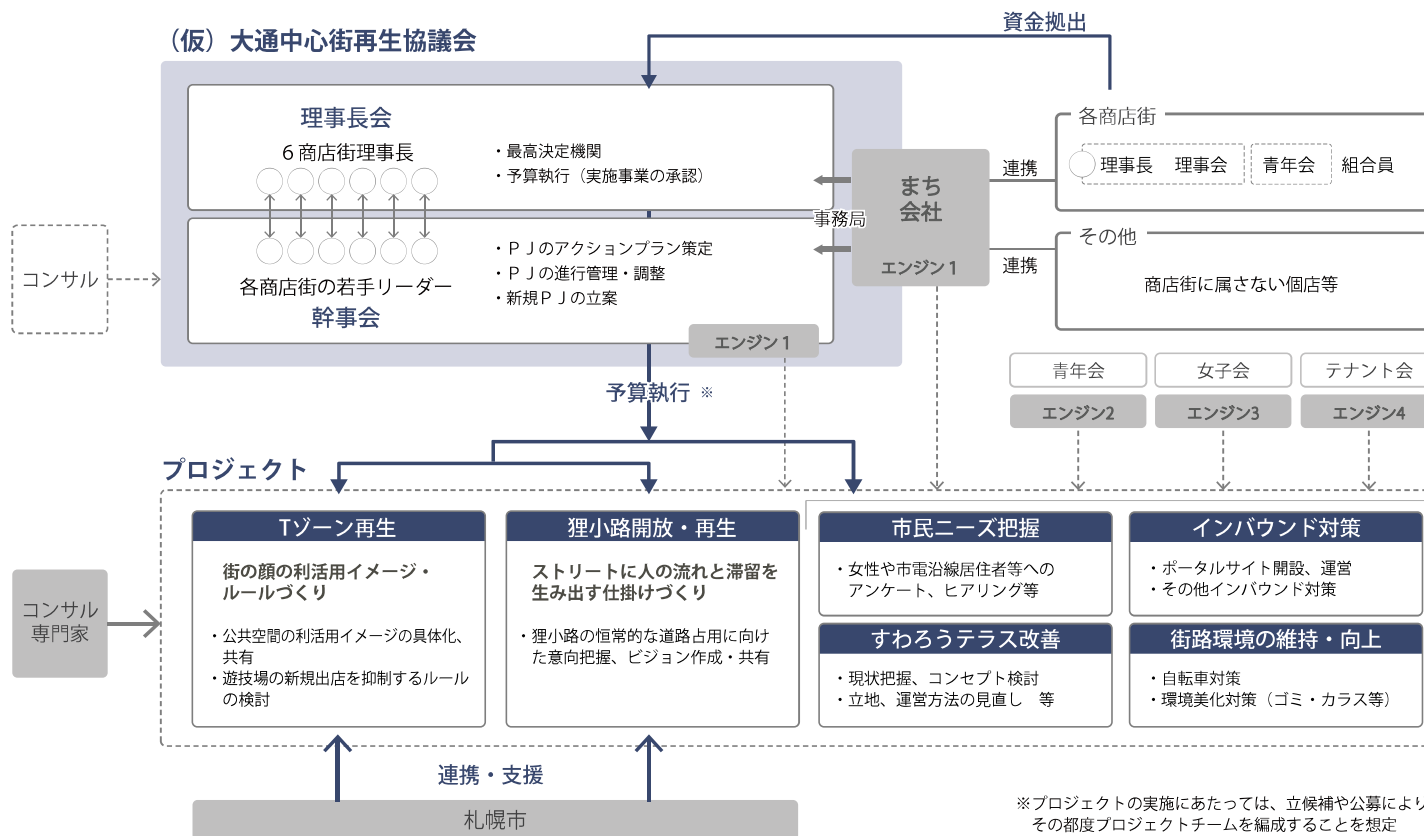 資金拠出
（仮）大通中心街再生協議会
理事長会
６商店街理事長
・最高決定機関
・予算執行（実施事業の承認）
・ＰＪのアクションプラン策定
・ＰＪの進行管理・調整
・新規ＰＪの立案
各商店街の若手リーダー
幹事会
エンジン1
事務局
まち
会社
エンジン1
連携
連携
各商店街
理事長　理事会
青年会
組合員
その他
商店街に属さない個店等
コンサル
青年会
女子会
テナント会
エンジン2
エンジン3
エンジン4
予算執行 ※
プロジェクト
コンサル
専門家
Tゾーン再生
街の顔の利活用イメージ・
ルールづくり
・公共空間の利活用イメージの具体化、
共有
・遊技場の新規出店を抑制するルール
の検討
狸小路開放・再生
ストリートに人の流れと滞留を
生み出す仕掛けづくり
・狸小路の恒常的な道路占用に向け
た意向把握、ビジョン作成・共有
市民ニーズ把握
・女性や市電沿線居住者等への
アンケート、ヒアリング等
インバウンド対策
・ポータルサイト開設、運営
・その他インバウンド対策
すわろうテラス改善
・現状把握、コンセプト検討
・立地、運営方法の見直し　等
街路環境の維持・向上
・自転車対策
・環境美化対策（ゴミ・カラス等）
連携・支援
札幌市
※プロジェクトの実施にあたっては、立候補や公募により
その都度プロジェクトチームを編成することを想定